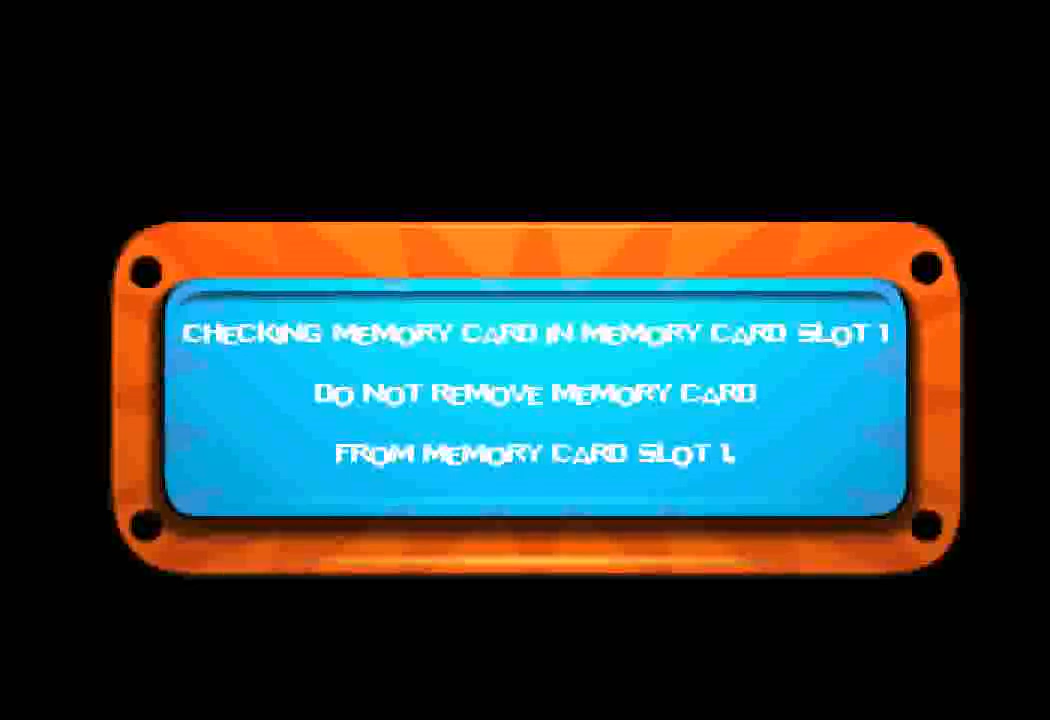 CHECKING MEMORY CARD IN MEMORY CARD SLOT 1
DO NOT REMOVE MEMORY CARD
FROM MEMORY CARD SLOT 1.